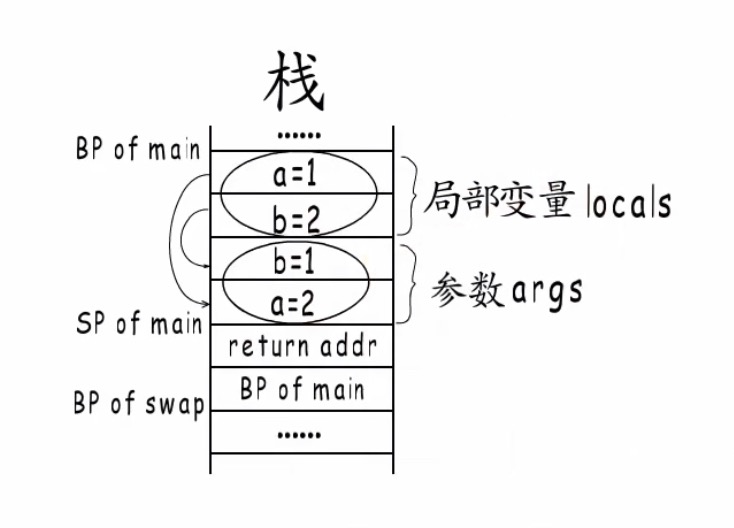 栈
......
BP of main
a=1
b=2
局部变量 locals
b=1
a=2
参数 args
SP of main
return addr
BP of main
BP of swap
......